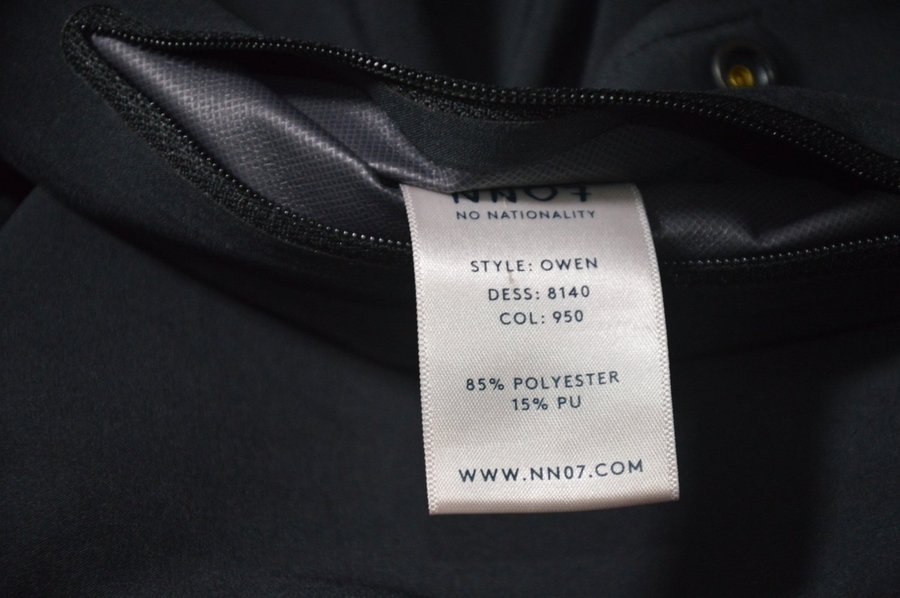 NN07
NO NATIONALITY
STYLE: OWEN
DESS: 8140
COL: 950
85% POLYESTER
15% PU
WWW.NN07.COM